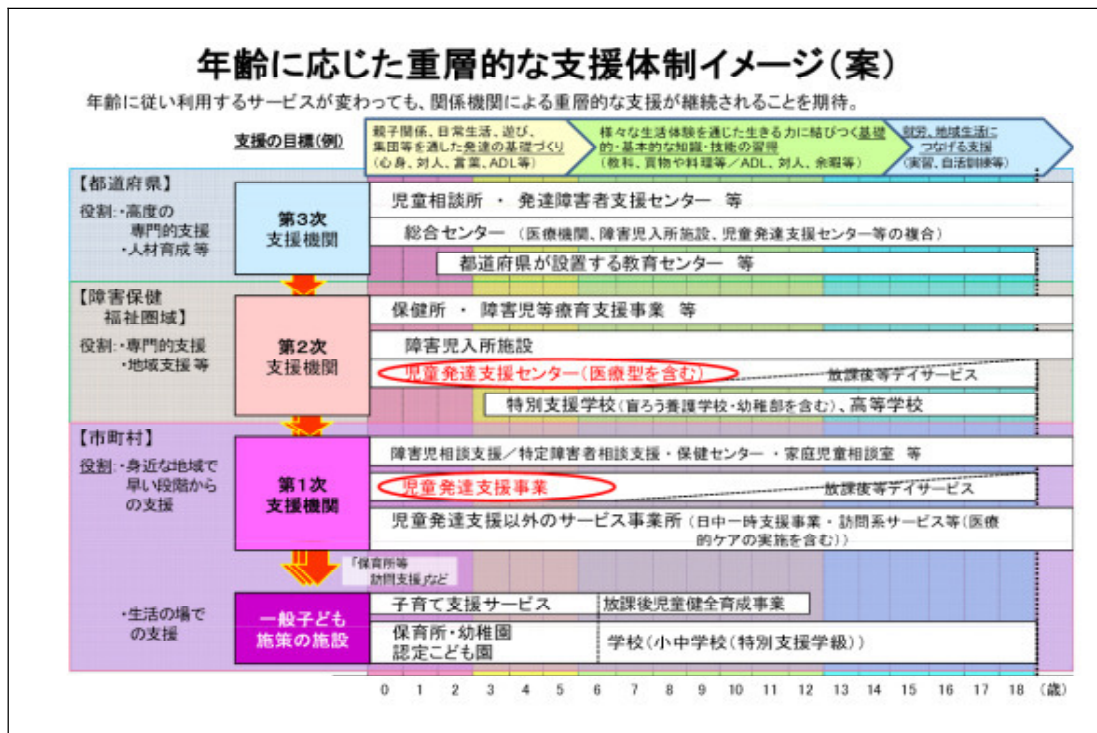 年齢に応じた重層的な支援体制イメージ(案)
年齢に従い利用するサービスが変わっても、関係機関による重層的な支援が継続されることを期待。
支援の目標(例)
親子関係、日常生活、遊び、
集団等を通した発達の基礎づくり
(心身、対人、言葉、ADL等)
様々な生活体験を通じた生きる力に結びつく基礎
的・基本的な知識・技能の習得
(教科、買物や料理等/ADL、対人、余暇等)
就労、地域生活に
つなげる支援
(実習、自活訓練等)
【都道府県】
役割:・高度の
専門的支援
・人材育成 等
第3次
支援機関
児童相談所 ・ 発達障害者支援センター 等
総合センター (医療機関、障害児入所施設、児童発達支援センター等の複合)
都道府県が設置する教育センター 等
【障害保健
福祉圏域】
役割:・専門的支援
・地域支援 等
第2次
支援機関
保健所 ・ 障害児等療育支援事業 等
障害児入所施設
児童発達支援センター(医療型を含む)
放課後等デイサービス
特別支援学校(盲ろう養護学校・幼稚部を含む)、高等学校
【市町村】
役割:・身近な地域で
早い段階から
の支援
第1次
支援機関
障害児相談支援/特定障害者相談支援・保健センター ・家庭児童相談室 等
児童発達支援事業
放課後等デイサービス
児童発達支援以外のサービス事業所 (日中一時支援事業・訪問系サービス等(医療
的ケアの実施を含む))
「保育所等
訪問支援」など
・生活の場で
の支援
一般子ども
施策の施設
子育て支援サービス
放課後児童健全育成事業
保育所・幼稚園
認定こども園
学校(小中学校(特別支援学級))
0 1 2 3 4 5 6 7 8 9 10 11 12 13 14 15 16 17 18 (歳)